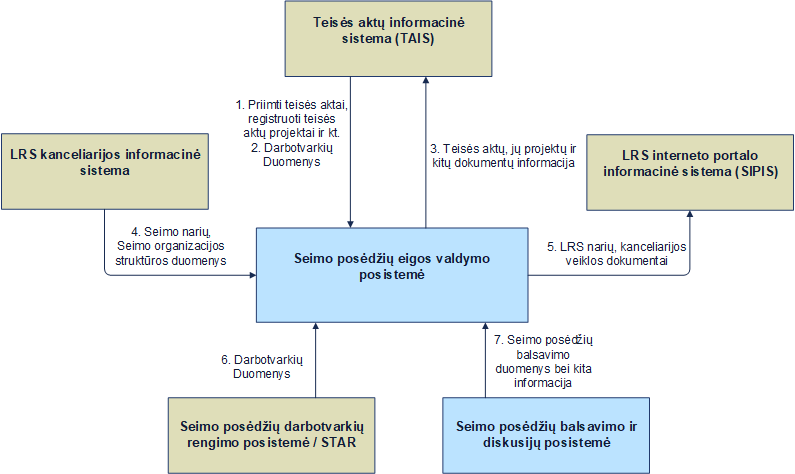 Teisės aktų informacinė
sistema (TAIS)
1. Priimti teisės aktai,
registruoti teisės
aktų projektai ir kt.
2. Darbotvarkių
Duomenys
3. Teisės aktų, jų projektų ir
kitų dokumentų informacija
LRS kanceliarijos informacinė
sistema
LRS interneto portalo
informacinė sistema (SIPIS)
4. Seimo narių,
Seimo organizacijos
struktūros duomenys
Seimo posėdžių eigos valdymo
posistemė
5. LRS narių, kanceliarijos
veiklos dokumentai
6. Darbotvarkių
Duomenys
7. Seimo posėdžių
balsavimo
duomenys bei kita
informacija
Seimo posėdžių darbotvarkių
rengimo posistemė / STAR
Seimo posėdžių balsavimo ir
diskusijų posistemė